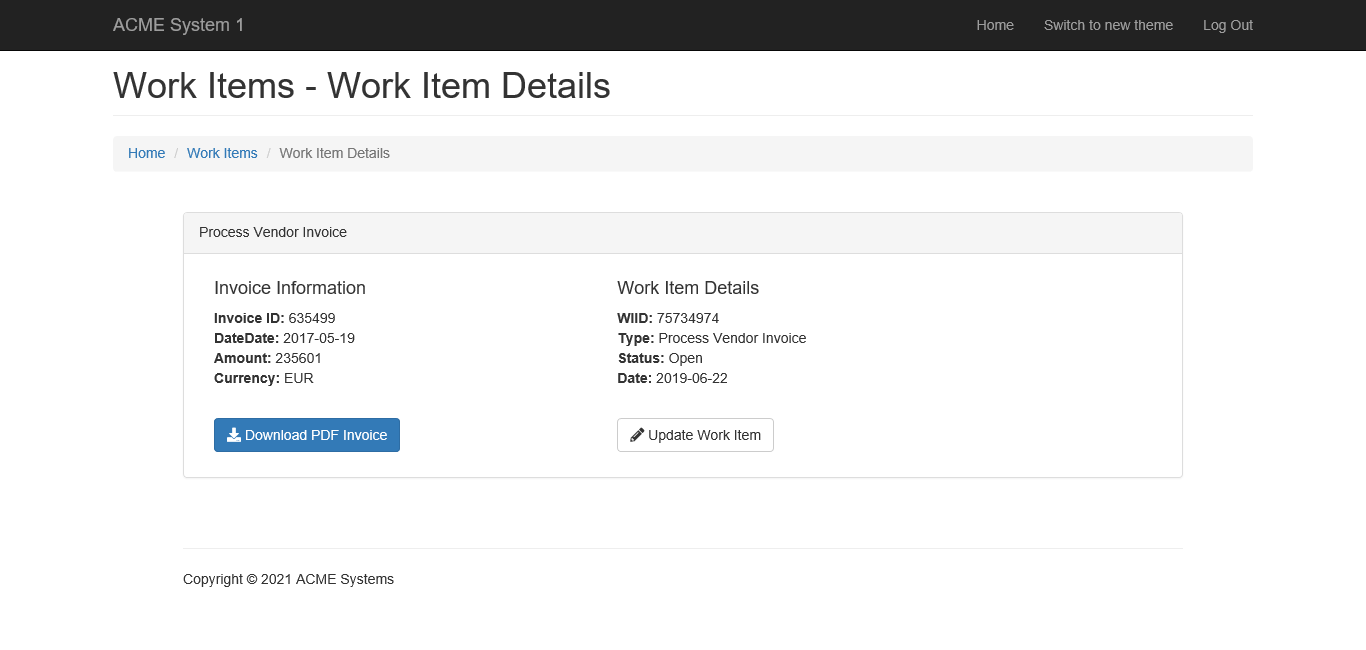 ACME System 1
Home
Switch to new theme
Log Out
Work Items - Work Item Details
Home / Work Items / Work Item Details
Process Vendor Invoice
Invoice Information
Invoice ID: 635499
DateDate: 2017-05-19
Amount: 235601
Currency: EUR
Download PDF Invoice
Work Item Details
WIID: 75734974
Type: Process Vendor Invoice
Status: Open
Date: 2019-06-22
Update Work Item
Copyright © 2021 ACME Systems